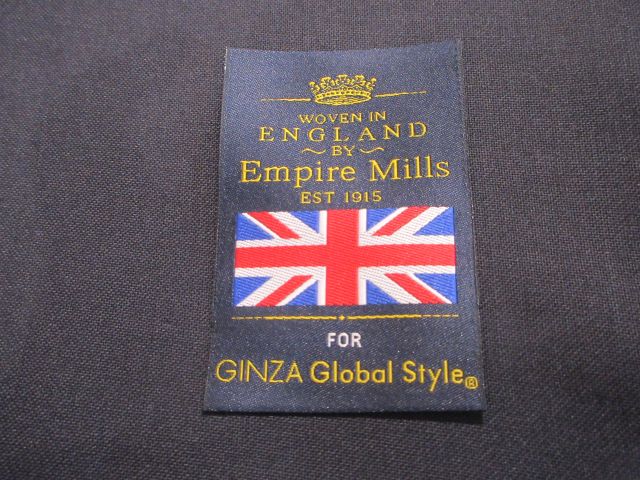 WOVEN IN
ENGLAND
~BY~
Empire Mills
EST 1915
FOR
GINZA Global Style®